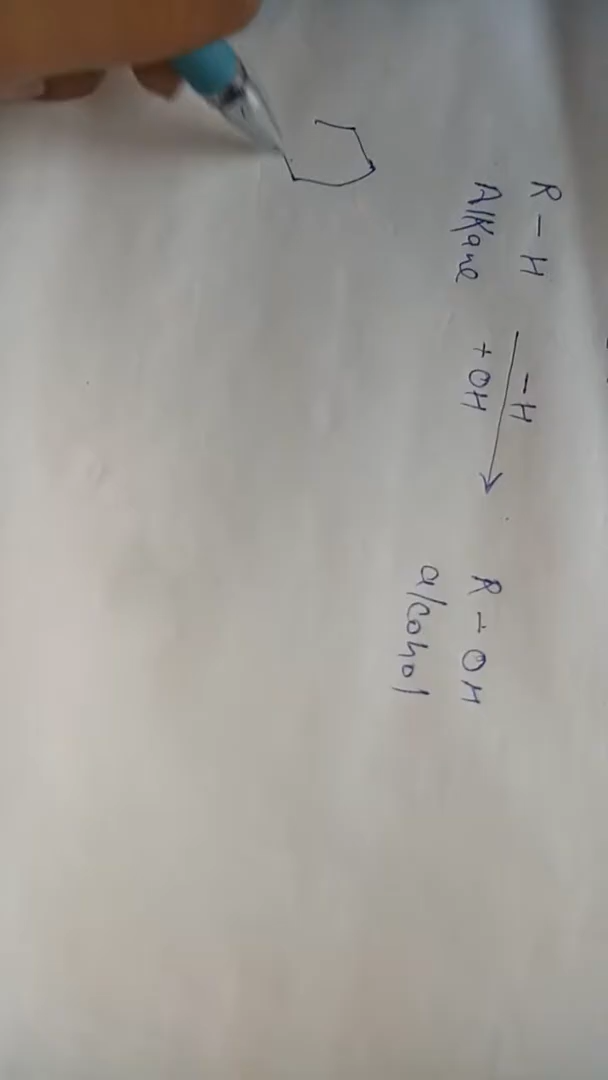 R - H
Alkane
- H
+ OH
R - OH
alcohol